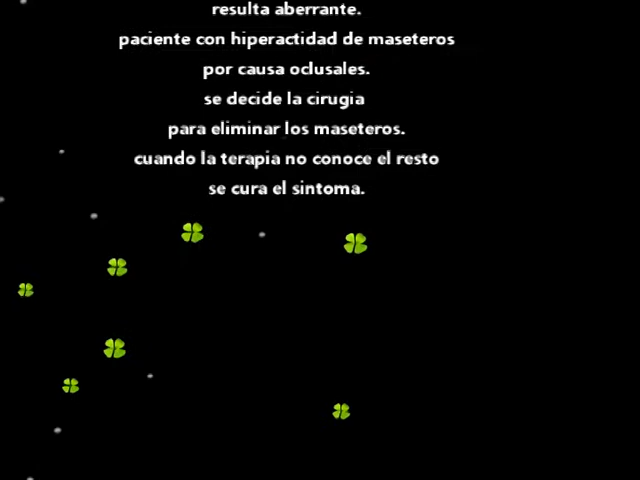 resulta aberrante.
paciente con hiperactidad de maseteros
por causa oclusales.
se decide la cirugia
para eliminar los maseteros.
cuando la terapia no conoce el resto
se cura el sintoma.